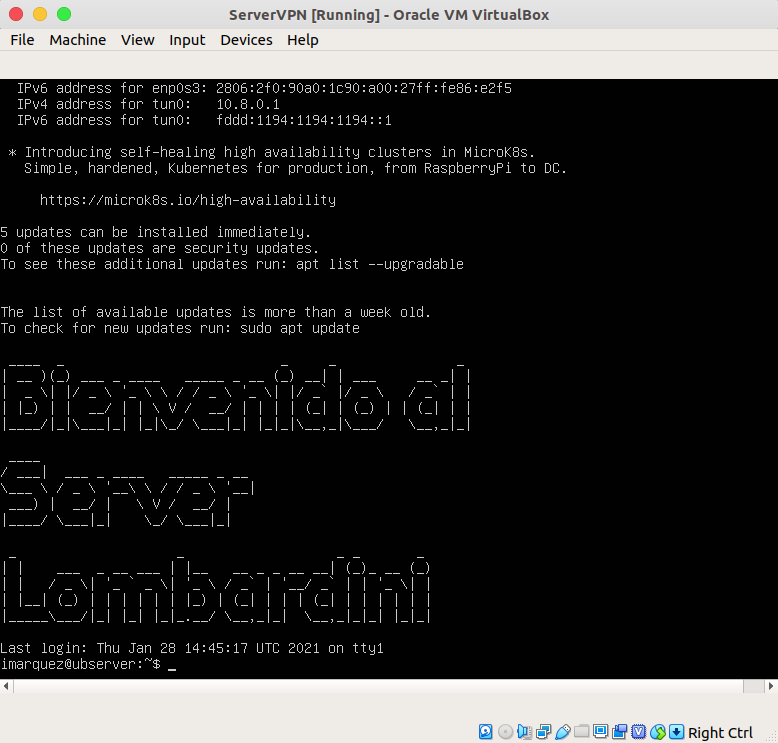 ServerVPN [Running] - Oracle VM VirtualBox
File Machine View Input Devices Help
IPv6 address for enp0s3: 2806:2f0:90a0:1c90:a00:27ff:fe86:e2f5
IPv4 address for tun0: 10.8.0.1
IPv6 address for tun0: fddd:1194:1194:1194::1
* Introducing self-healing high availability clusters in MicroK8s.
Simple, hardened, Kubernetes for production, from RaspberryPi to DC.
https://microk8s.io/high-availability
5 updates can be installed immediately.
0 of these updates are security updates.
To see these additional updates run: apt list --upgradable
The list of available updates is more than a week old.
To check for new updates run: sudo apt update
Bienvenido al
Server
Lombardini
Last login: Thu Jan 28 14:45:17 UTC 2021 on tty1
imarquez@ubserver:~$ _
Right Ctrl